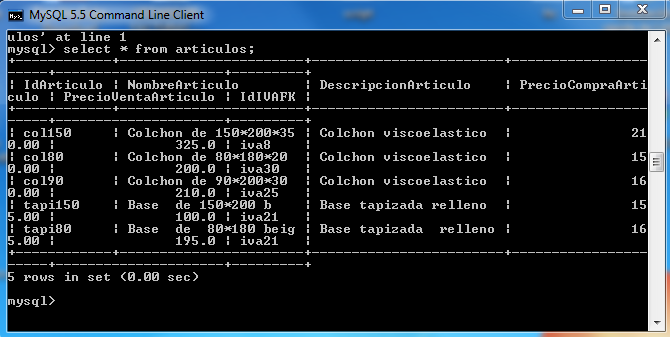 MySQL 5.5 Command Line Client
ulos' at line 1
mysql> select * from articulos;
+------------+----------------------+----------------------+----------------
-----+---------------------+---------+
| IdArticulo | NombreArticulo | DescripcionArticulo | PrecioCompraArti
culo | PrecioVentaArticulo | IdIVAFK |
+------------+----------------------+----------------------+----------------
-----+---------------------+---------+
| col150 | Colchon de 150*200*35 | Colchon viscoelastico | 21
0.00 | 325.0 | iva8 |
| col80 | Colchon de 80*180*20 | Colchon viscoelastico | 15
0.00 | 200.0 | iva30 |
| col90 | Colchon de 90*200*30 | Colchon viscoelastico | 16
0.00 | 210.0 | iva25 |
| tapi150 | Base de 150*200 b | Base tapizada relleno | 15
5.00 | 100.0 | iva21 |
| tapi80 | Base de 80*180 beig | Base tapizada relleno | 16
5.00 | 195.0 | iva21 |
+------------+----------------------+----------------------+----------------
-----+---------------------+---------+
5 rows in set (0.00 sec)
mysql>